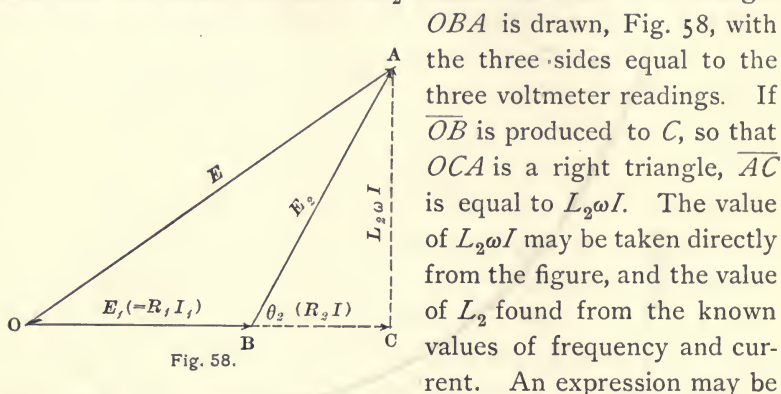 OBA is drawn, Fig. 58, with
the three sides equal to the
three voltmeter readings. If
OB is produced to C, so that
OCA is a right triangle, AC
is equal to L₂ωI. The value
of L₂ωI may be taken directly
from the figure, and the value
of L₂ found from the known
values of frequency and cur-
rent. An expression may be
A
E
E₂
L₂ωI
E₁(=R₁I₁)
θ₂ (R₂I)
O
B
C
Fig. 58.